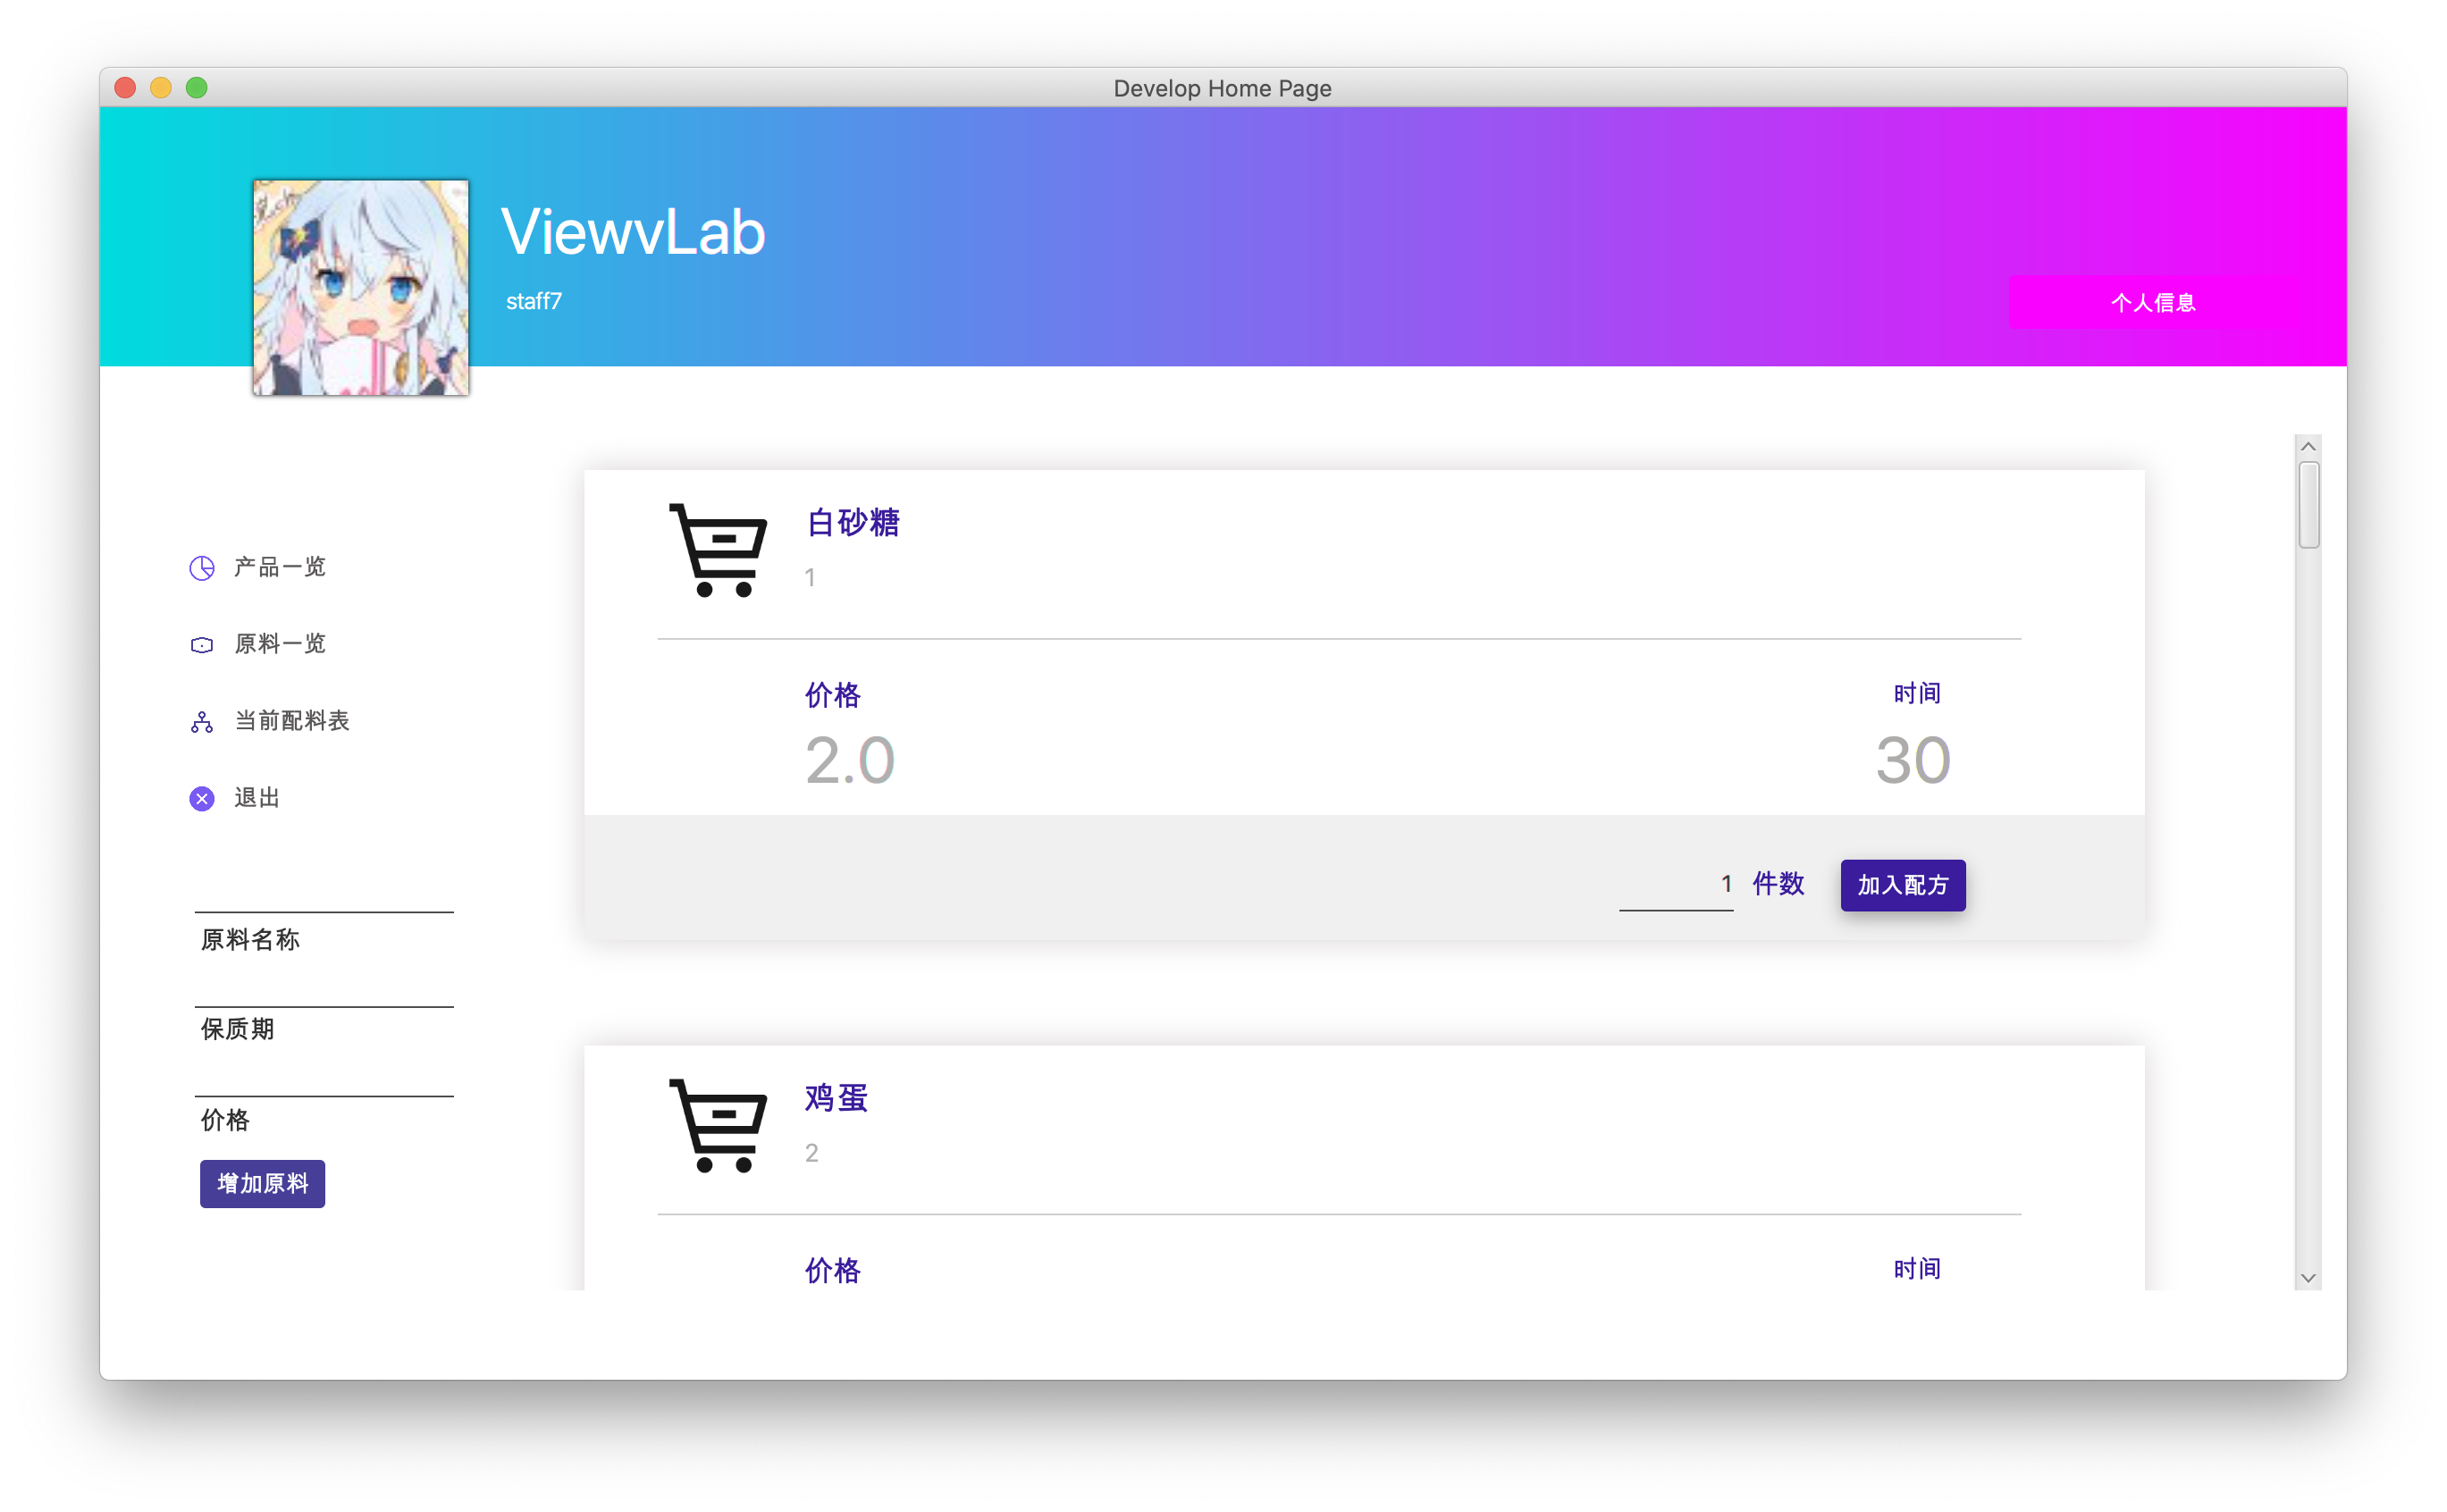 Develop Home Page
ViewvLab
staff7
个人信息
产品一览
原料一览
当前配料表
退出
原料名称
保质期
价格
增加原料
白砂糖
1
价格
时间
2.0
30
1 件数 加入配方
鸡蛋
2
价格
时间